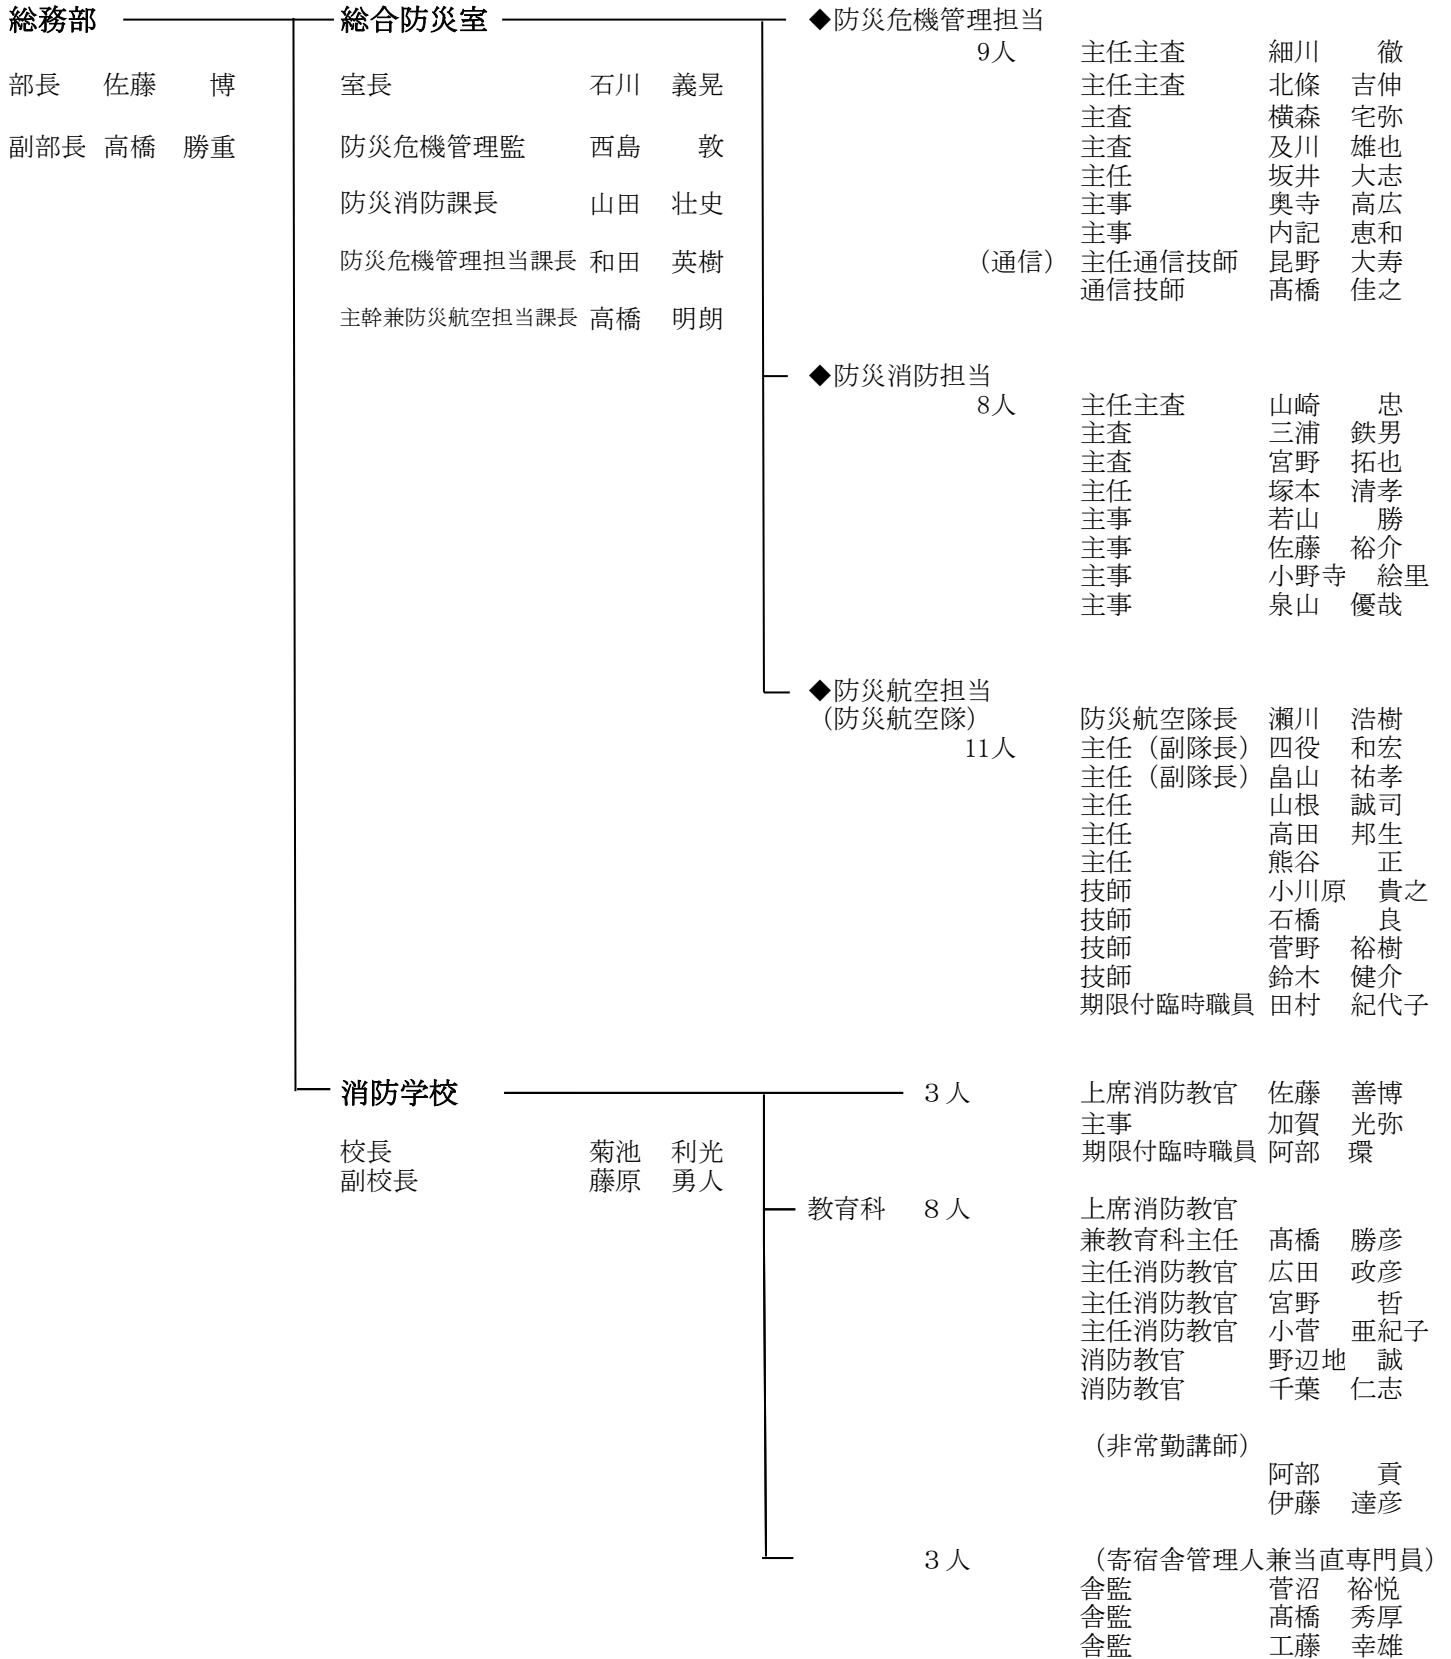 総務部
部長 佐藤 博
副部長 高橋 勝重
総合防災室
室長 石川 義晃
防災危機管理監 西島 敦
防災消防課長 山田 壮史
防災危機管理担当課長 和田 英樹
主幹兼防災航空担当課長 高橋 明朗
◆防災危機管理担当
9人 主任主査 細川 徹
主任主査 北條 吉伸
主査 横森 宅弥
主査 及川 雄也
主任 坂井 大志
主事 奥寺 高広
主事 内記 恵和
（通信） 主任通信技師 昆野 大寿
通信技師 髙橋 佳之
◆防災消防担当
8人 主任主査 山崎 忠
主査 三浦 鉄男
主査 宮野 拓也
主任 塚本 清孝
主事 若山 勝
主事 佐藤 裕介
主事 小野寺 絵里
主事 泉山 優哉
◆防災航空担当
（防災航空隊） 防災航空隊長 瀬川 浩樹
11人 主任（副隊長） 四役 和宏
主任（副隊長） 畠山 祐孝
主任 山根 誠司
主任 高田 邦生
主任 熊谷 正
技師 小川原 貴之
技師 石橋 良
技師 菅野 裕樹
技師 鈴木 健介
期限付臨時職員 田村 紀代子
消防学校
校長 菊池 利光
副校長 藤原 勇人
３人 上席消防教官 佐藤 善博
主事 加賀 光弥
期限付臨時職員 阿部 環
教育科 ８人 上席消防教官
兼教育科主任 髙橋 勝彦
主任消防教官 広田 政彦
主任消防教官 宮野 哲
主任消防教官 小菅 亜紀子
消防教官 野辺地 誠
消防教官 千葉 仁志
（非常勤講師）
阿部 貢
伊藤 達彦
３人 （寄宿舎管理人兼当直専門員）
舎監 菅沼 裕悦
舎監 髙橋 秀厚
舎監 工藤 幸雄